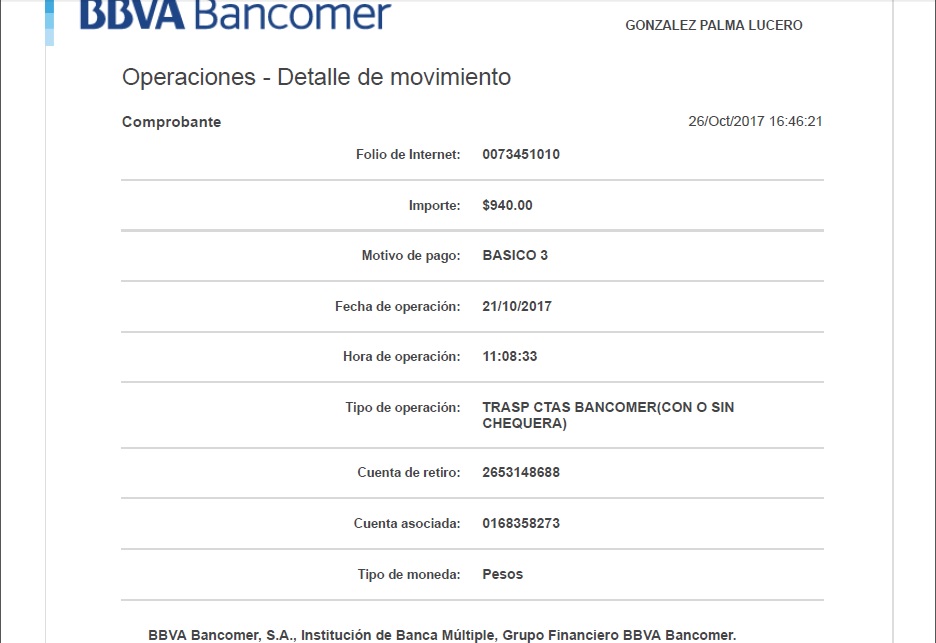 BBVA Bancomer
GONZALEZ PALMA LUCERO
Operaciones - Detalle de movimiento
Comprobante 26/Oct/2017 16:46:21
Folio de Internet: 0073451010
Importe: $940.00
Motivo de pago: BASICO 3
Fecha de operación: 21/10/2017
Hora de operación: 11:08:33
Tipo de operación: TRASP CTAS BANCOMER(CON O SIN
CHEQUERA)
Cuenta de retiro: 2653148688
Cuenta asociada: 0168358273
Tipo de moneda: Pesos
BBVA Bancomer, S.A., Institución de Banca Múltiple, Grupo Financiero BBVA Bancomer.